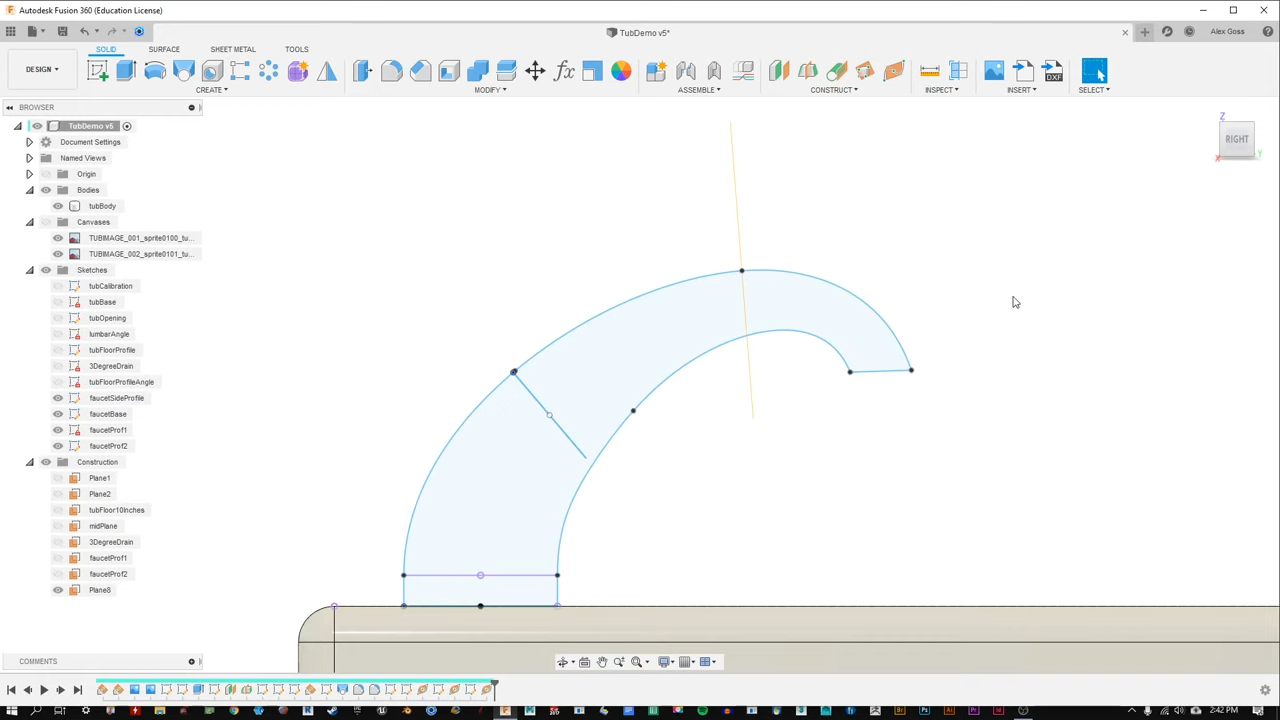 Autodesk Fusion 360 (Education License)
TubDemo v5*
Alex Goss
DESIGN
SOLID
SURFACE
SHEET METAL
TOOLS
CREATE
MODIFY
ASSEMBLE
CONSTRUCT
INSPECT
INSERT
SELECT
BROWSER
TubDemo v5
Document Settings
Named Views
Origin
Bodies
tubBody
Canvases
TUBIMAGE_001_sprite0100_tu...
TUBIMAGE_002_sprite0101_tu...
Sketches
tubCalibration
tubBase
tubOpening
lumbarAngle
tubFloorProfile
3DegreeDrain
tubFloorProfileAngle
faucetSideProfile
faucetBase
faucetProf1
faucetProf2
Construction
Plane1
Plane2
tubFloor10Inches
midPlane
3DegreeDrain
faucetProf1
faucetProf2
Plane8
Z
RIGHT
X
Y
COMMENTS
2:42 PM